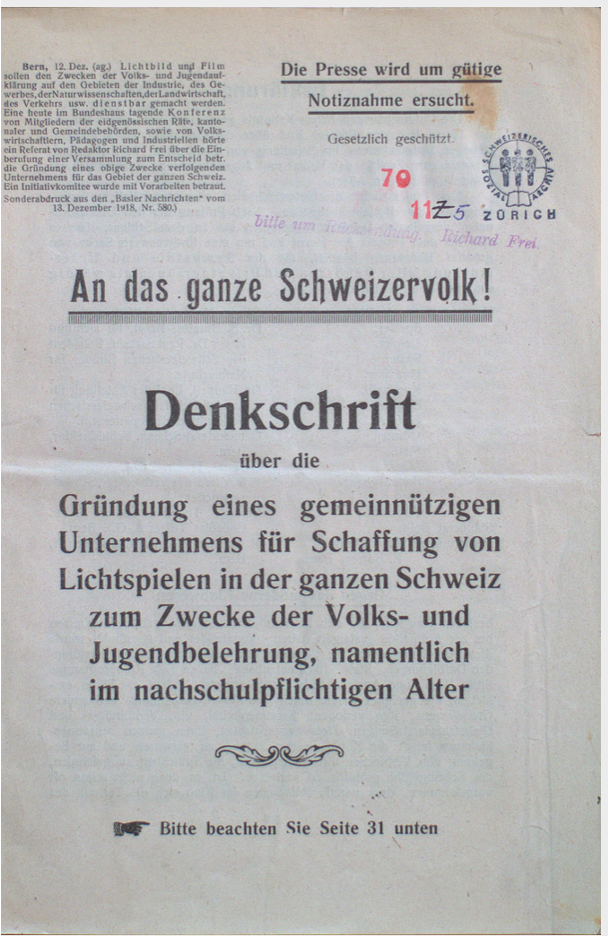 Bern, 12. Dez. (ag.) Lichtbild und Film
sollen den Zwecken der Volks- und Jugendauf-
klärung auf den Gebieten der Industrie, des Ge-
werbes, der Naturwissenschaften, der Landwirtschaft,
des Verkehrs usw. dienstbar gemacht werden.
Eine heute im Bundeshaus tagende Konferenz
von Mitgliedern der eidgenössischen Räte, kanto-
naler und Gemeindebehörden, sowie von Volks-
wirtschaftern, Pädagogen und Industriellen hörte
ein Referat von Redaktor Richard Frei über die Ein-
berufung einer Versammlung zum Entscheid betr.
die Gründung eines obige Zwecke verfolgenden
Unternehmens für das Gebiet der ganzen Schweiz.
Ein Initiativkomitee wurde mit Vorarbeiten betraut.
Sonderabdruck aus den „Basler Nachrichten" vom
13. Dezember 1918, Nr. 580.)
Die Presse wird um gütige
Notiznahme ersucht.
Gesetzlich geschützt.
SCHWEIZERISCHES
SOZIALARCHIV
ZÜRICH
70
11 Z 5
bitte um Rücksendung. Richard Frei.
An das ganze Schweizervolk!
Denkschrift
über die
Gründung eines gemeinnützigen
Unternehmens für Schaffung von
Lichtspielen in der ganzen Schweiz
zum Zwecke der Volks- und
Jugendbelehrung, namentlich
im nachschulpflichtigen Alter
Bitte beachten Sie Seite 31 unten